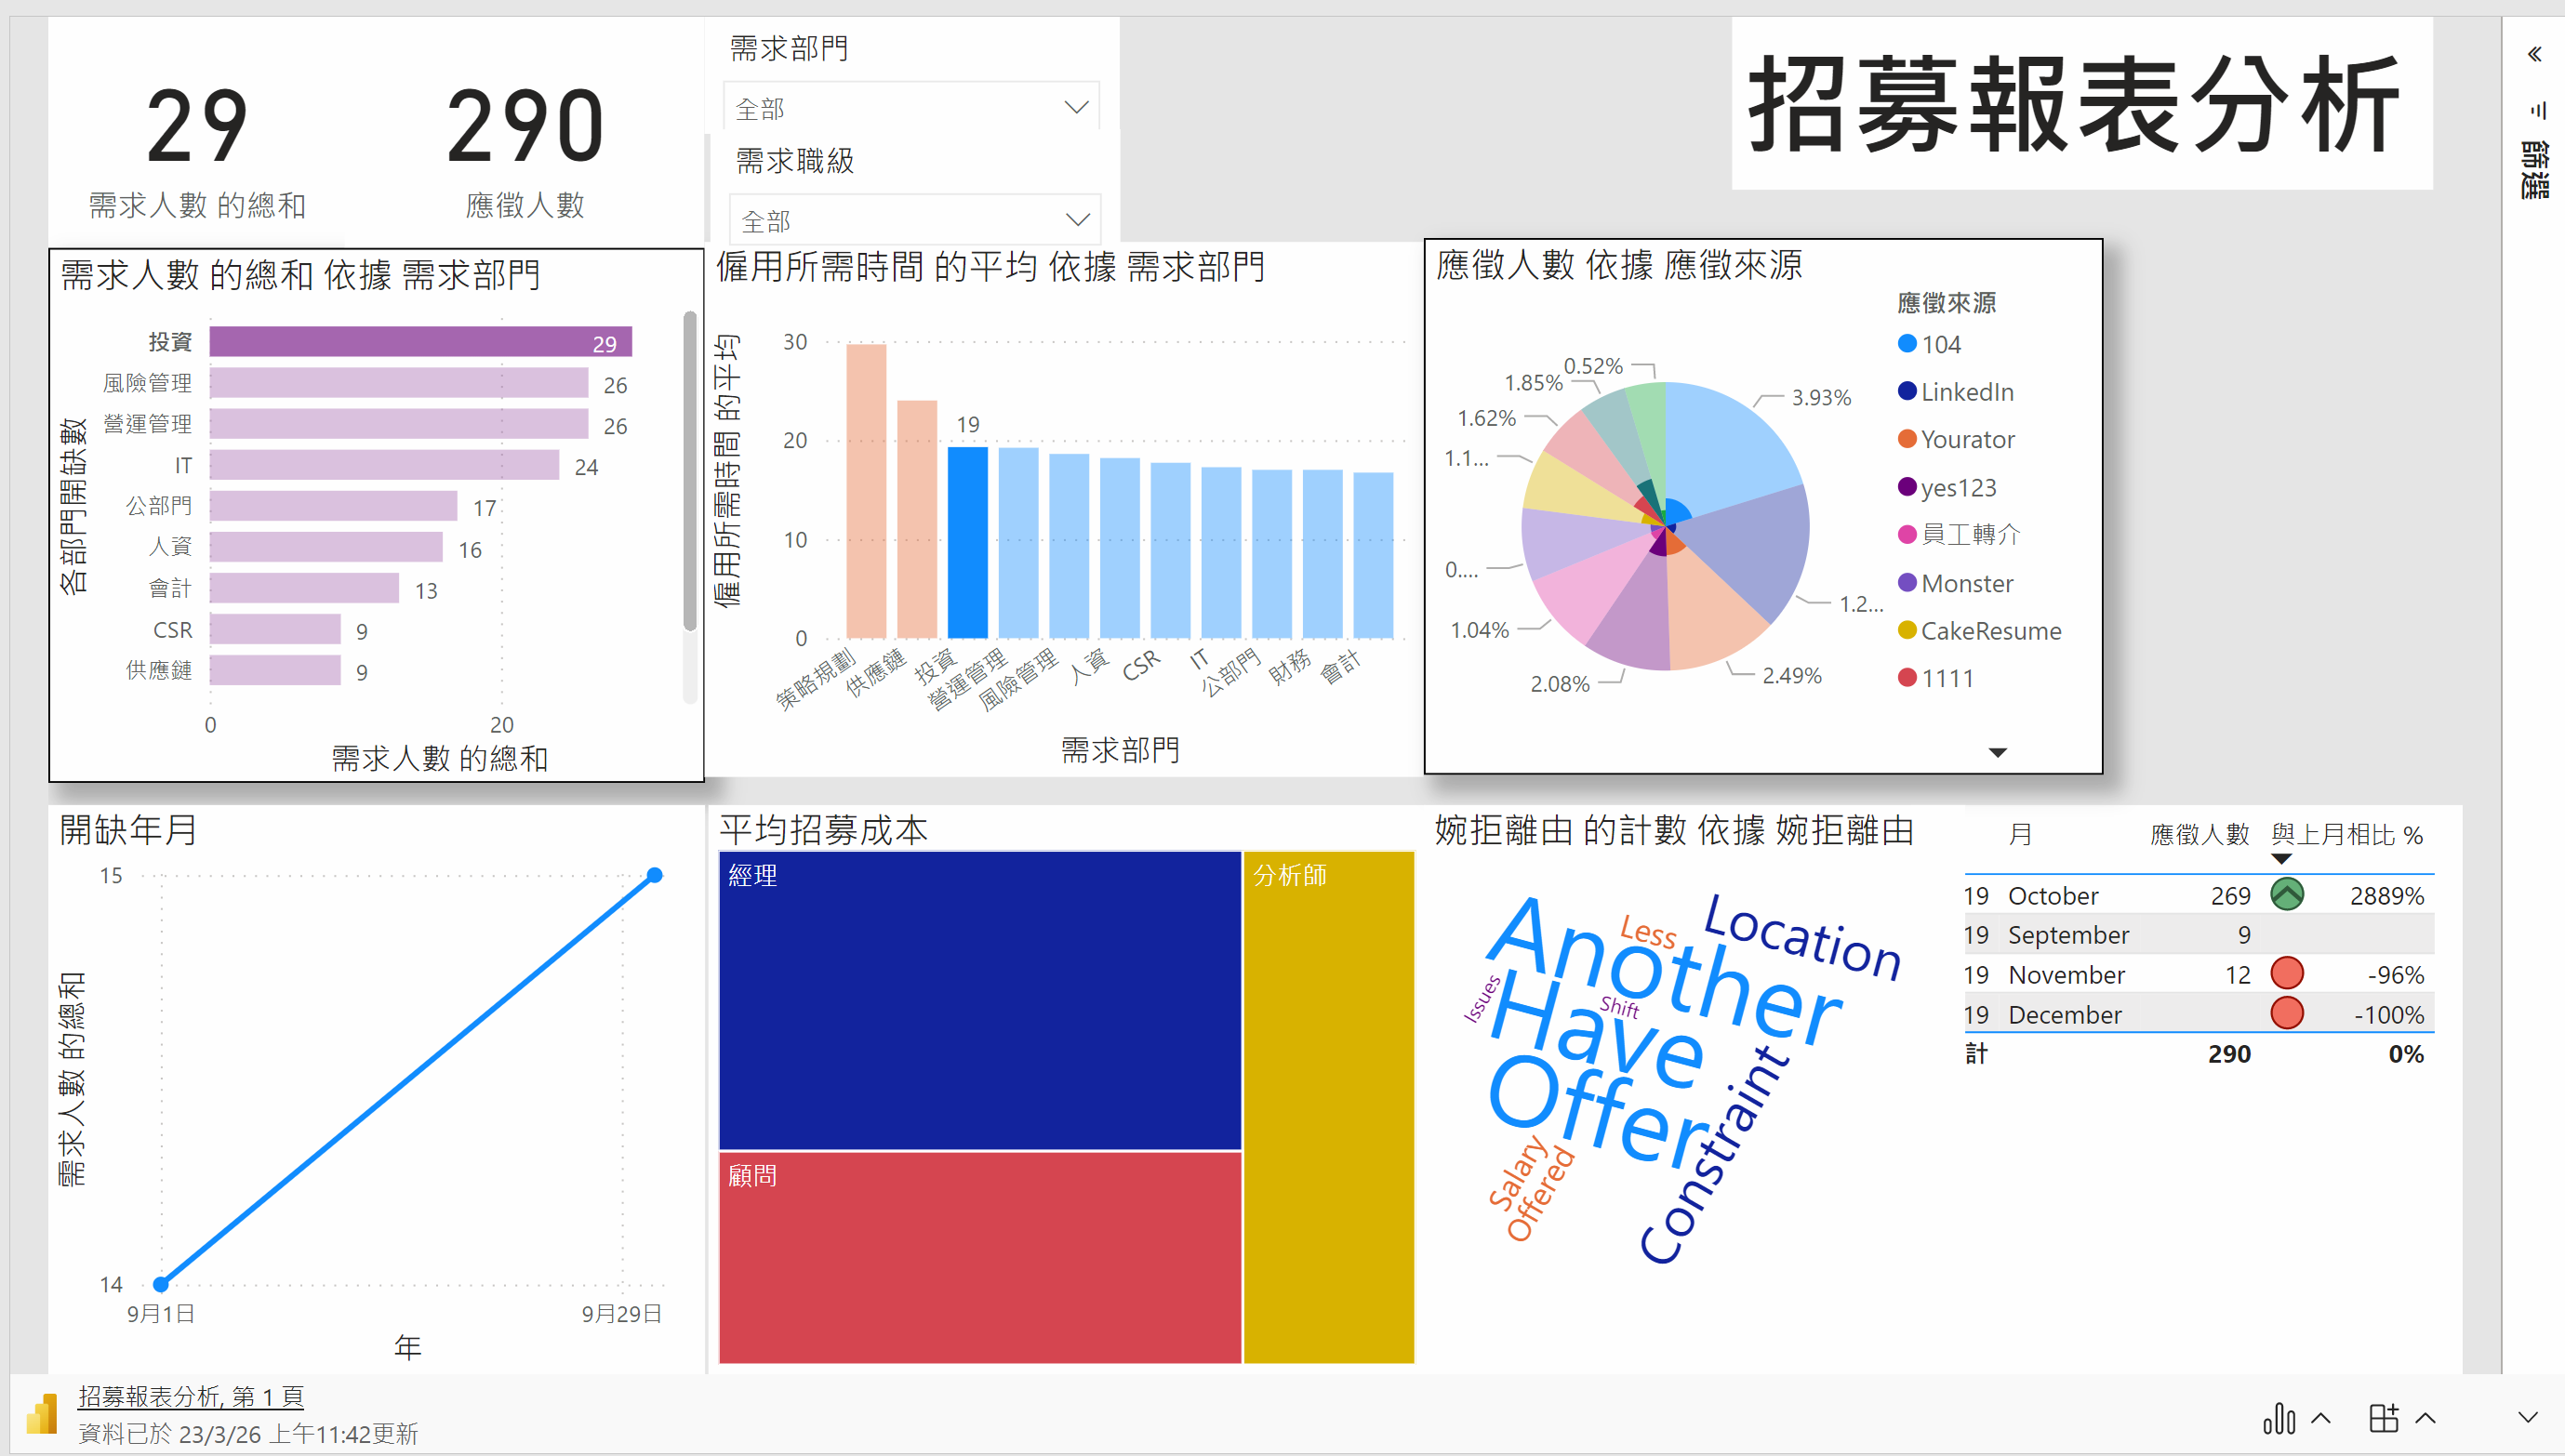 29
需求人數 的總和
290
應徵人數
需求部門
全部
需求職級
全部
招募報表分析
篩選
需求人數 的總和 依據 需求部門
各部門開缺數
投資 29
風險管理 26
營運管理 26
IT 24
公部門 17
人資 16
會計 13
CSR 9
供應鏈 9
0 20
需求人數 的總和
僱用所需時間 的平均 依據 需求部門
僱用所需時間 的平均
30
20
10
0
19
策略規劃 供應鏈 投資 營運管理 風險管理 人資 CSR IT 公部門 財務 會計
需求部門
應徵人數 依據 應徵來源
0.52%
1.85%
1.62%
1.1...
0....
1.04%
2.08%
2.49%
1.2...
3.93%
應徵來源
104
LinkedIn
Yourator
yes123
員工轉介
Monster
CakeResume
1111
開缺年月
需求人數 的總和
15
14
9月1日 9月29日
年
平均招募成本
經理
顧問
分析師
婉拒離由 的計數 依據 婉拒離由
Another
Less
Location
Issues
Have
Shift
Offer
Constraint
Salary
Offered
月 應徵人數 與上月相比 %
19 October 269 2889%
19 September 9
19 November 12 -96%
19 December -100%
計 290 0%
招募報表分析, 第 1 頁
資料已於 23/3/26 上午11:42更新